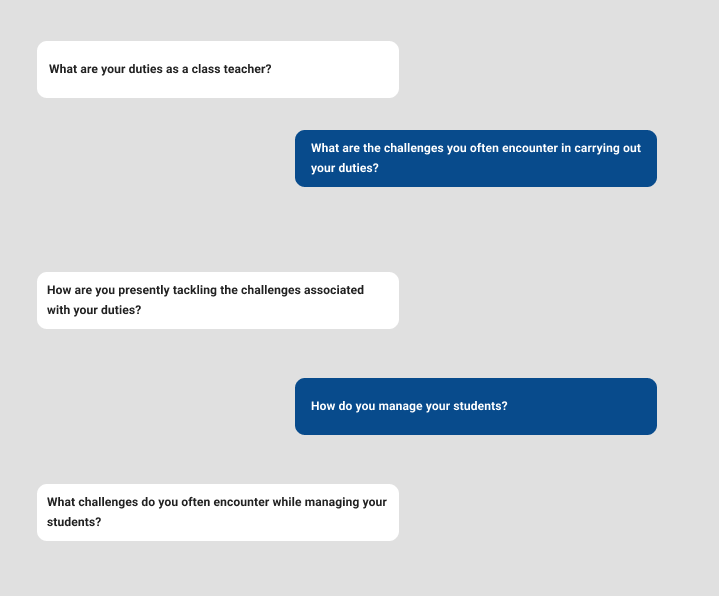 What are your duties as a class teacher?
What are the challenges you often encounter in carrying out
your duties?
How are you presently tackling the challenges associated
with your duties?
How do you manage your students?
What challenges do you often encounter while managing your
students?